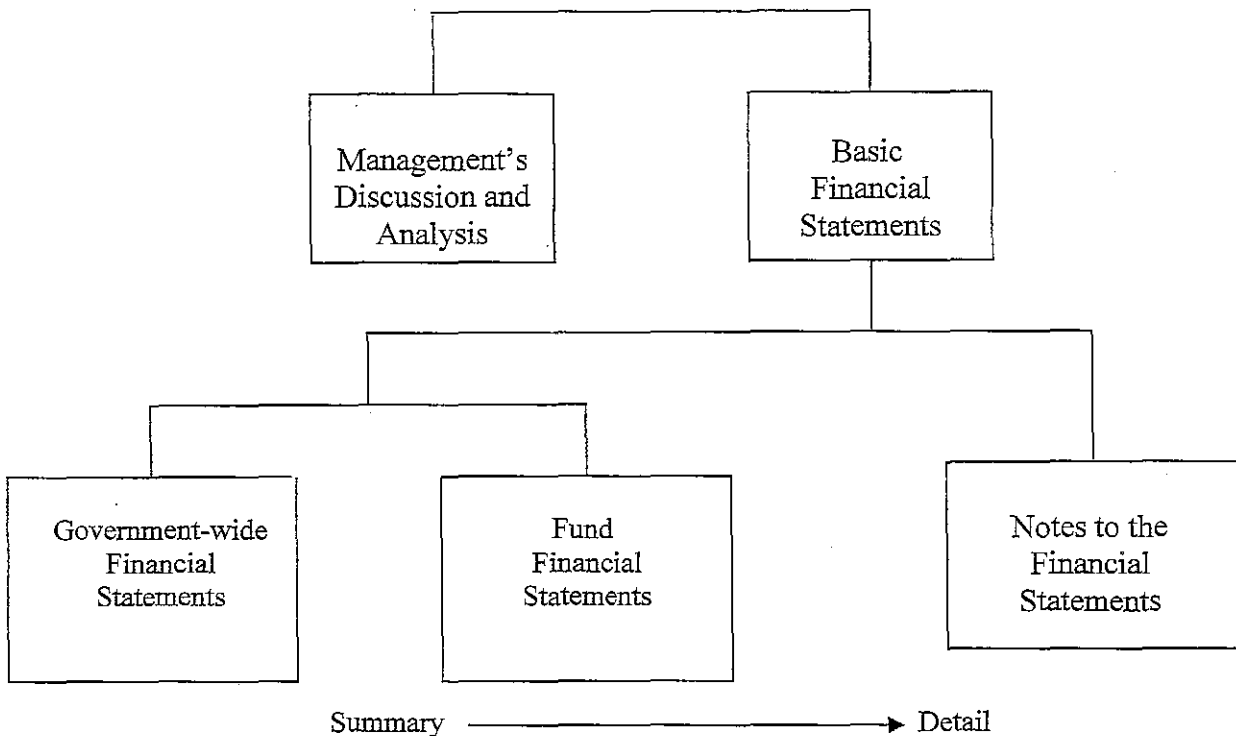 Management's
Discussion and
Analysis
Basic
Financial
Statements
Government-wide
Financial
Statements
Fund
Financial
Statements
Notes to the
Financial
Statements
Summary
Detail